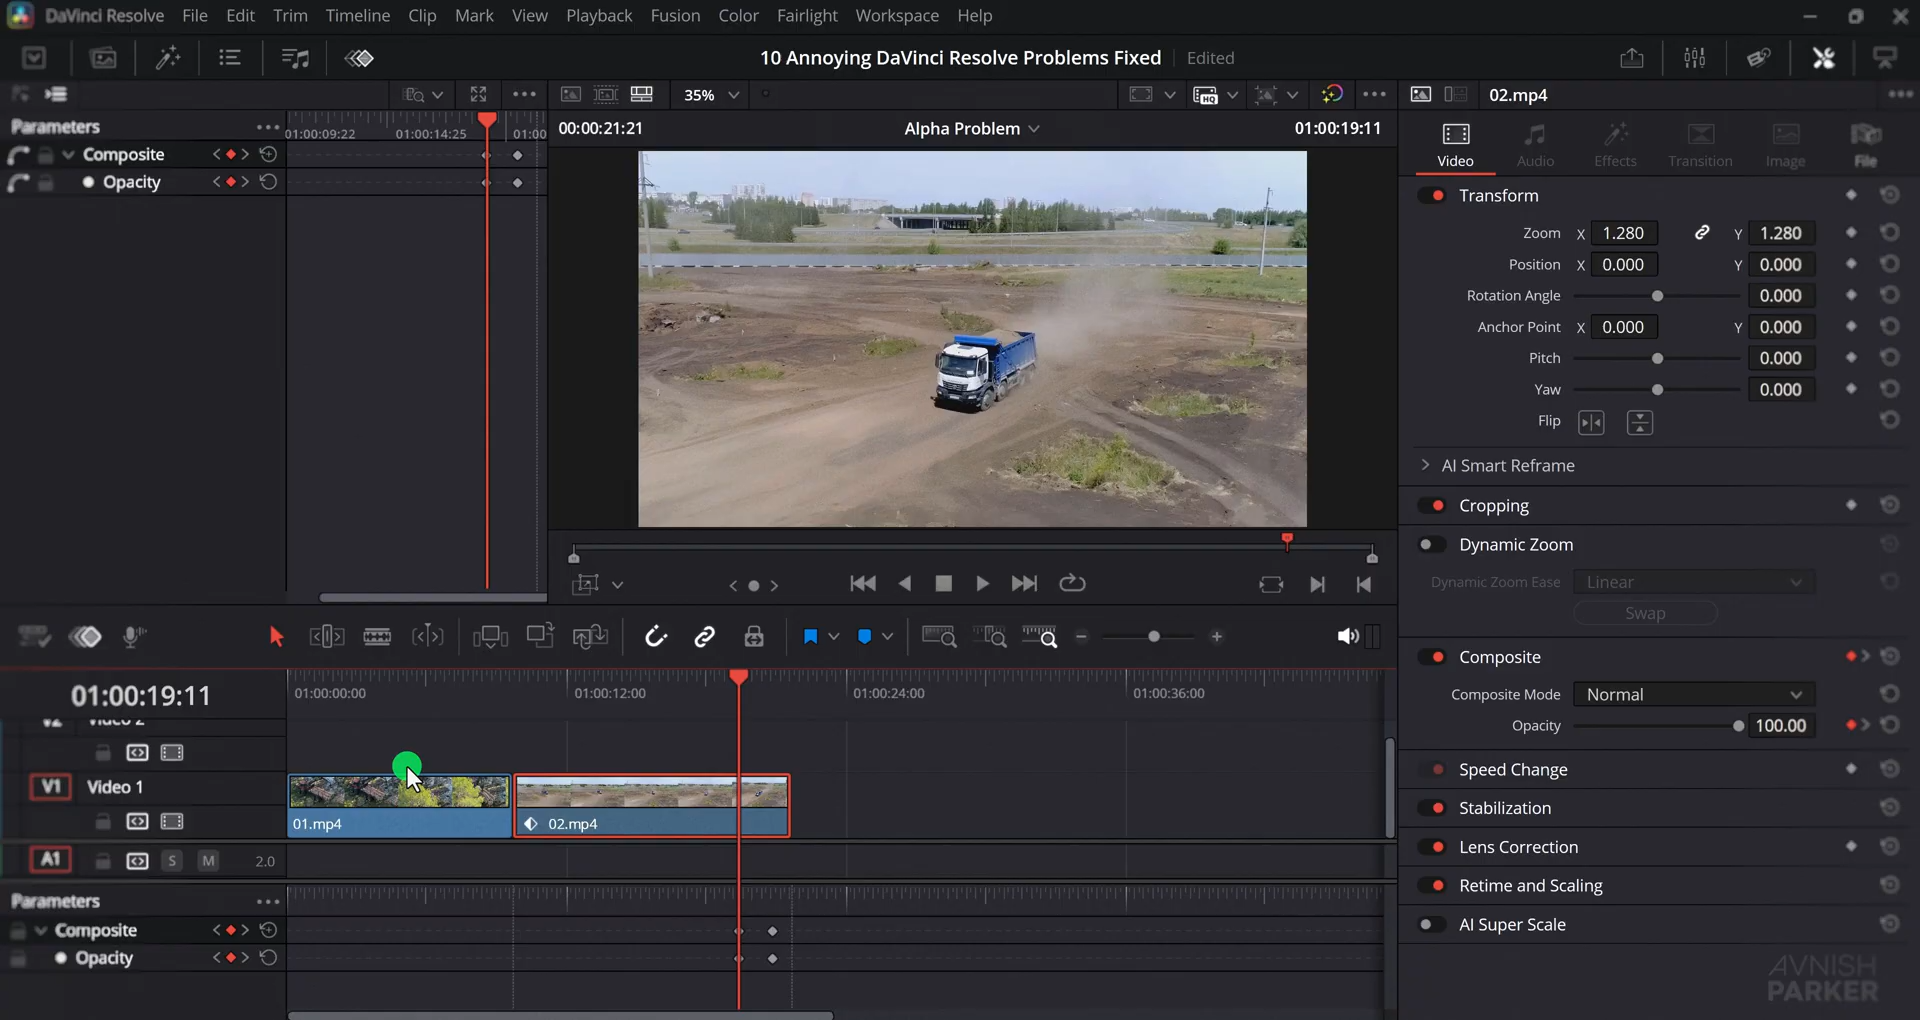 DaVinci Resolve File Edit Trim Timeline Clip Mark View Playback Fusion Color Fairlight Workspace Help
10 Annoying DaVinci Resolve Problems Fixed Edited
35%
HQ
02.mp4
Parameters
01:00:09:22 01:00:14:25 01:00
00:00:21:21 Alpha Problem 01:00:19:11
Video Audio Effects Transition Image File
Composite
Opacity
Transform
Zoom X 1.280 Y 1.280
Position X 0.000 Y 0.000
Rotation Angle 0.000
Anchor Point X 0.000 Y 0.000
Pitch 0.000
Yaw 0.000
Flip
AI Smart Reframe
Cropping
Dynamic Zoom
Dynamic Zoom Ease Linear
Swap
Composite
Composite Mode Normal
Opacity 100.00
Speed Change
Stabilization
Lens Correction
Retime and Scaling
AI Super Scale
01:00:19:11
01:00:00:00 01:00:12:00 01:00:24:00 01:00:36:00
V2 Video 2
V1 Video 1
01.mp4 02.mp4
A1 S M 2.0
Parameters
Composite
Opacity
AVNISH
PARKER